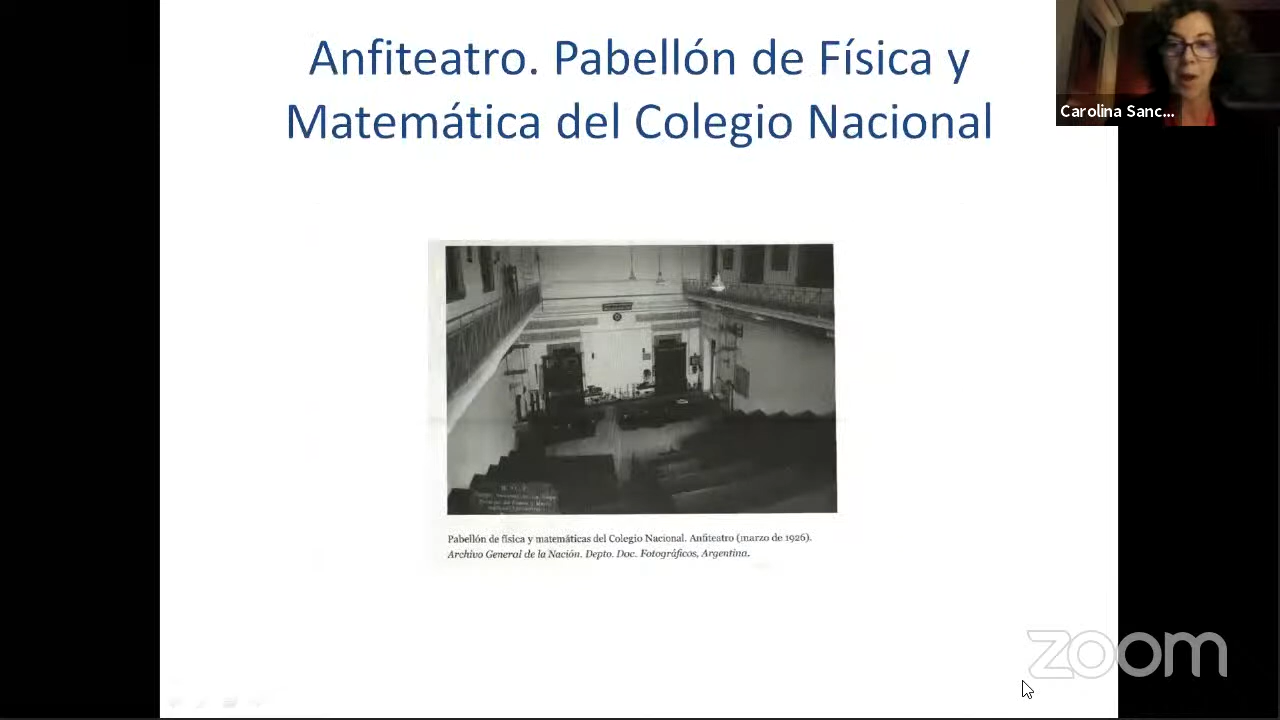 Anfiteatro. Pabellón de Física y
Matemática del Colegio Nacional
Carolina Sanc...
Pabellón de física y matemáticas del Colegio Nacional. Anfiteatro (marzo de 1926).
Archivo General de la Nación. Depto. Doc. Fotográficos, Argentina.
zoom